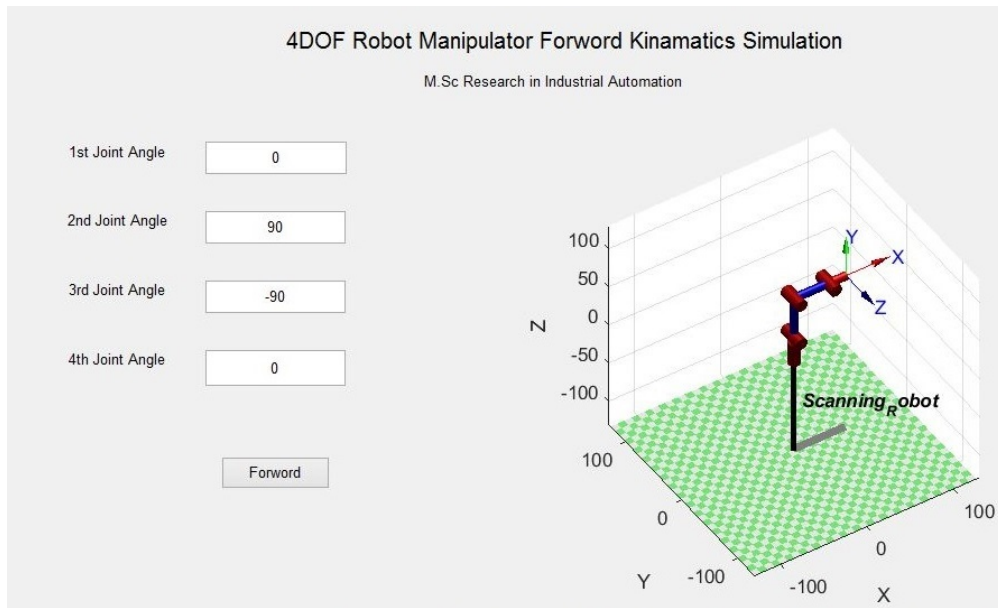 4DOF Robot Manipulator Forword Kinamatics Simulation
M.Sc Research in Industrial Automation
1st Joint Angle
0
2nd Joint Angle
90
3rd Joint Angle
-90
4th Joint Angle
0
Forword
100
50
0
-50
-100
Z
Y
X
Z
Scanning_Robot
100
0
-100
Y
-100
0
100
X